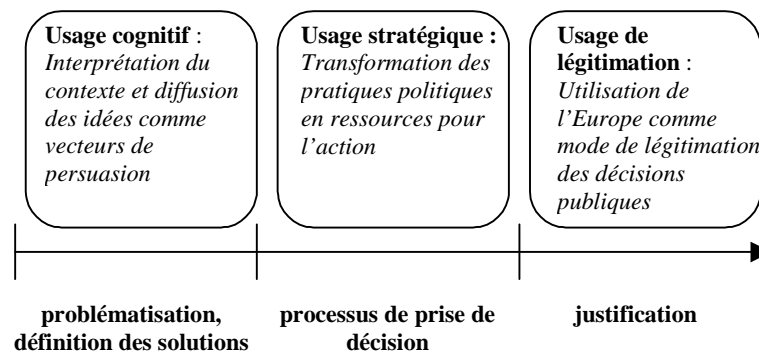 Usage cognitif :
Interprétation du
contexte et diffusion
des idées comme
vecteurs de
persuasion
Usage stratégique :
Transformation des
pratiques politiques
en ressources pour
l'action
Usage de
légitimation :
Utilisation de
l'Europe comme
mode de légitimation
des décisions
publiques
problématisation,
définition des solutions
processus de prise de
décision
justification